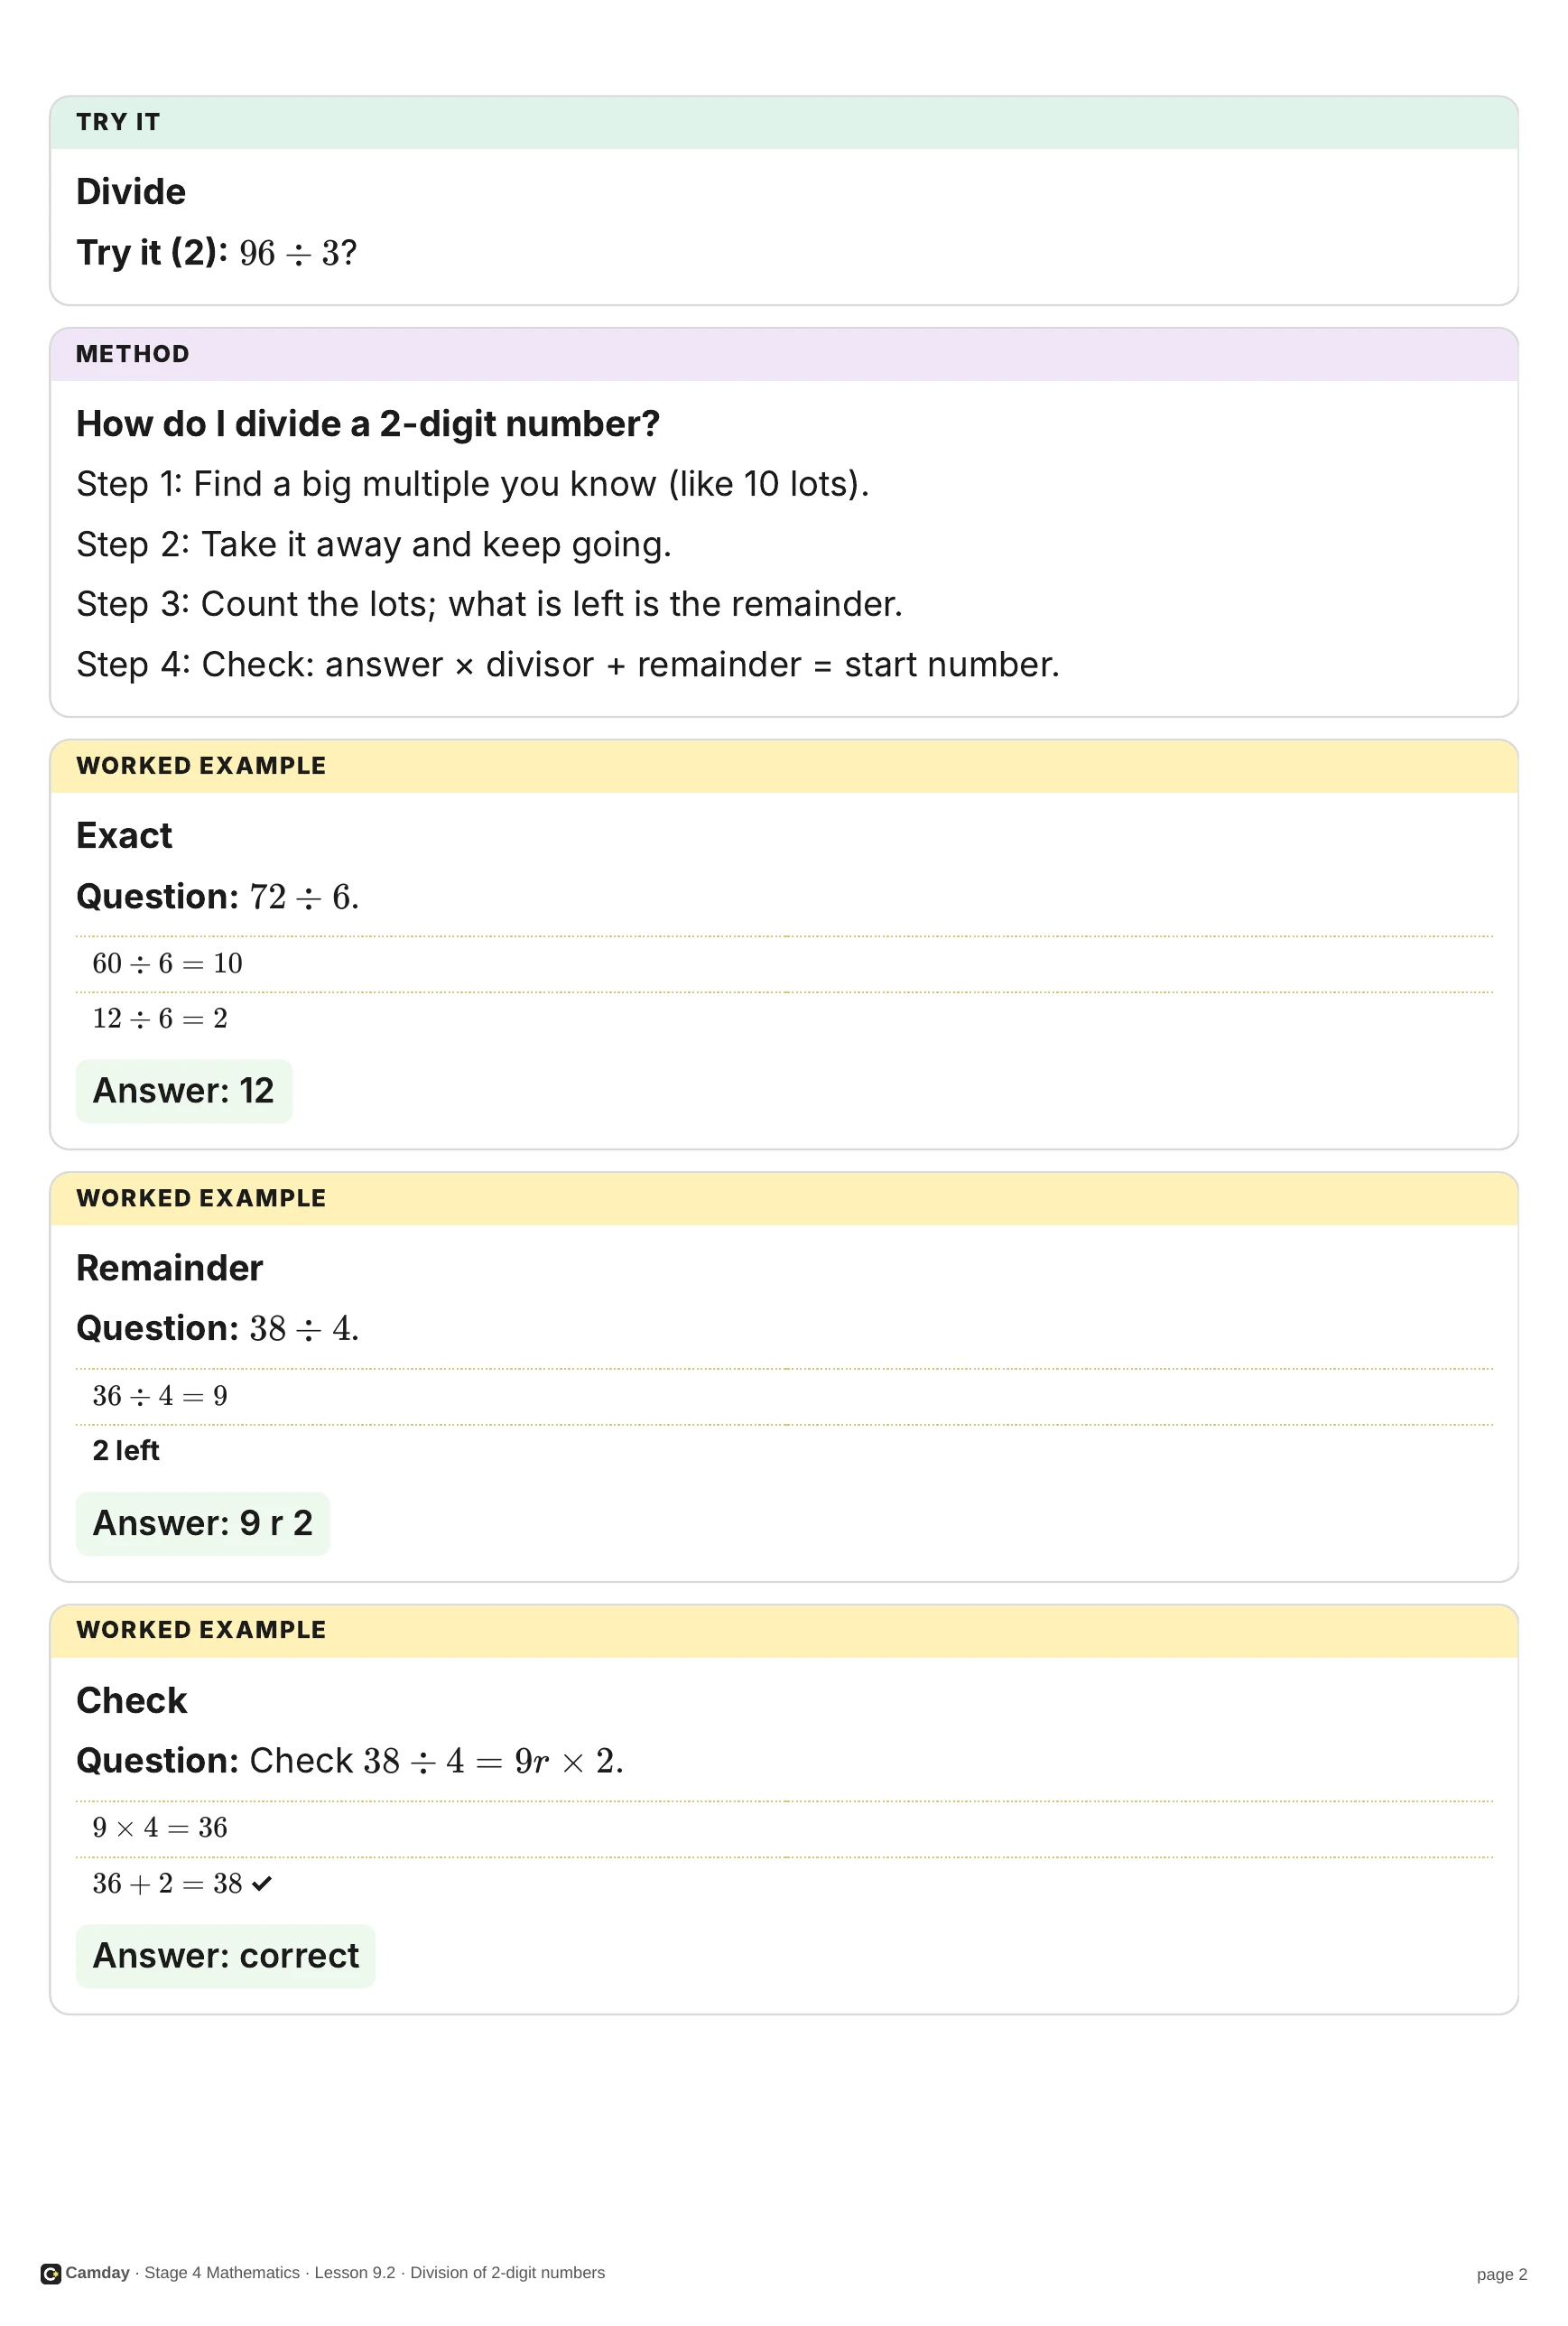 TRY IT
Divide
Try it (2): 96 ÷ 3?
METHOD
How do I divide a 2-digit number?
Step 1: Find a big multiple you know (like 10 lots).
Step 2: Take it away and keep going.
Step 3: Count the lots; what is left is the remainder.
Step 4: Check: answer × divisor + remainder = start number.
WORKED EXAMPLE
Exact
Question: 72 ÷ 6.
60 ÷ 6 = 10
12 ÷ 6 = 2
Answer: 12
WORKED EXAMPLE
Remainder
Question: 38 ÷ 4.
36 ÷ 4 = 9
2 left
Answer: 9 r 2
WORKED EXAMPLE
Check
Question: Check 38 ÷ 4 = 9r × 2.
9 × 4 = 36
36 + 2 = 38 ✓
Answer: correct
Camday · Stage 4 Mathematics · Lesson 9.2 · Division of 2-digit numbers
page 2